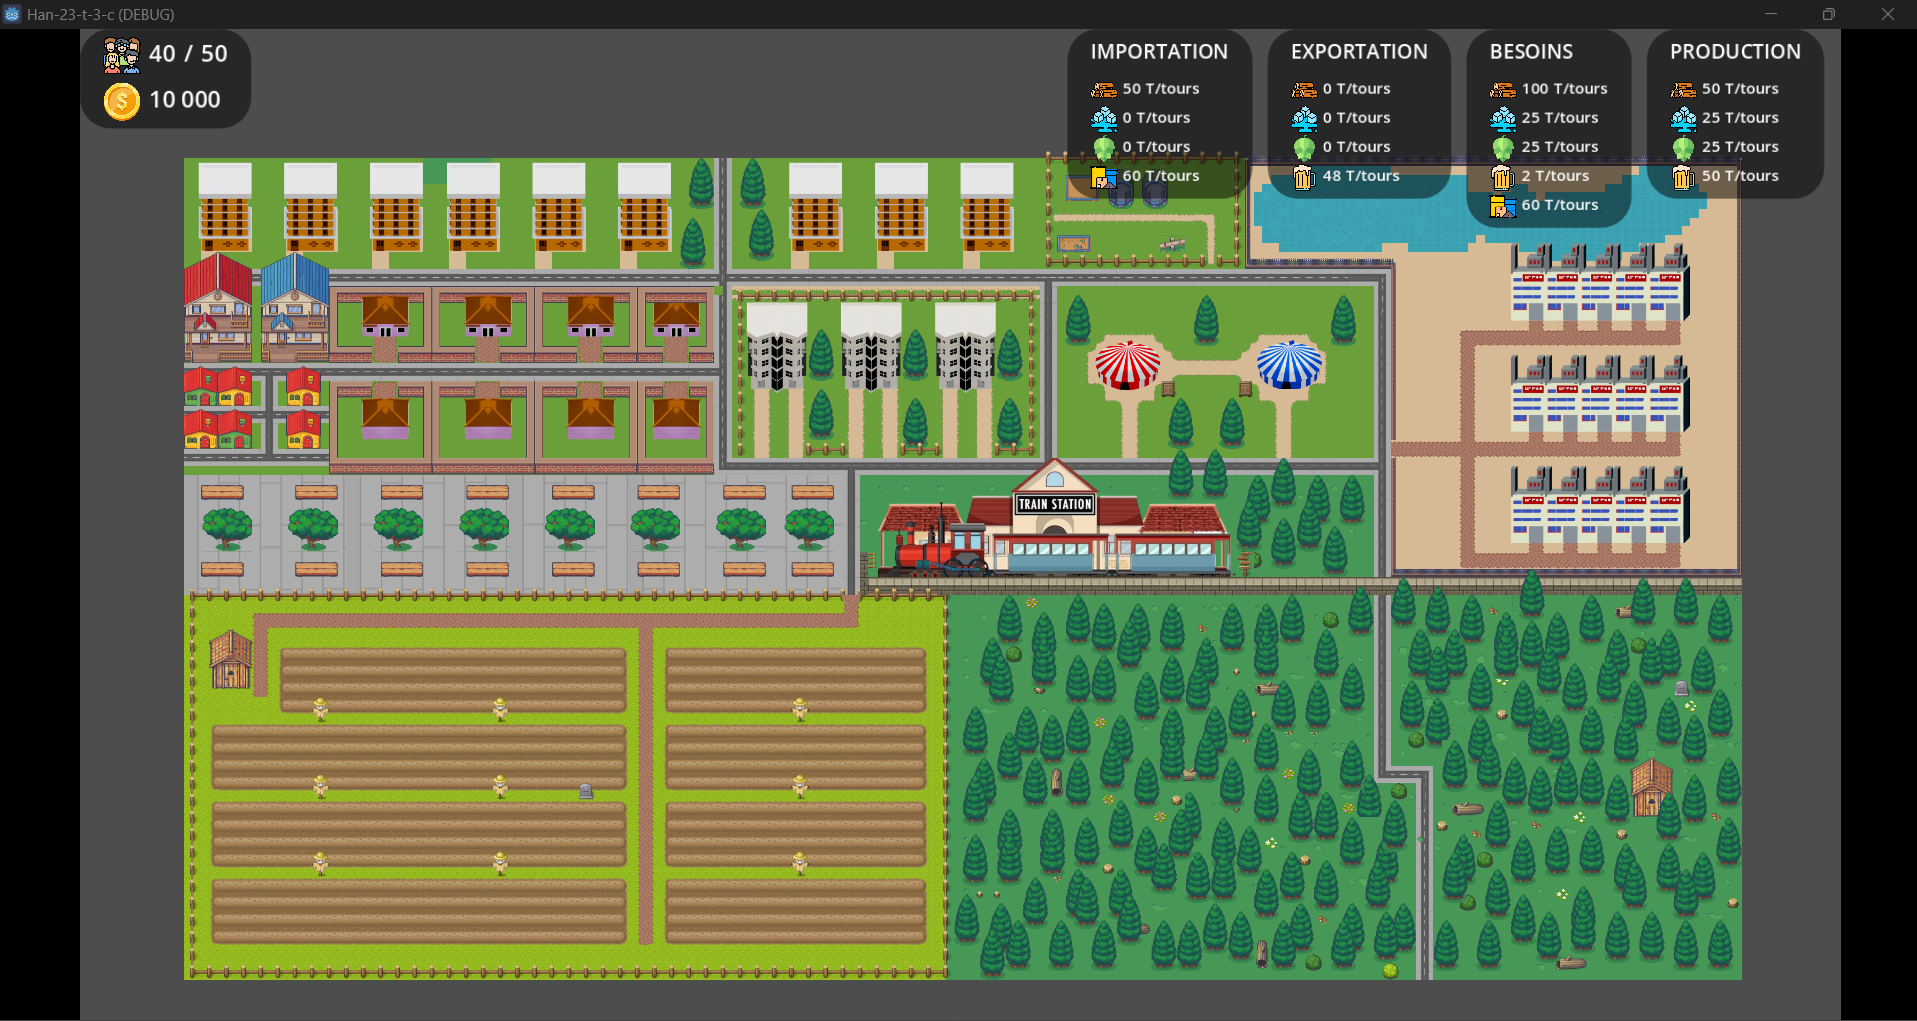 Han-23-t-3-c (DEBUG)
40 / 50
10 000
IMPORTATION
50 T/tours
0 T/tours
0 T/tours
60 T/tours
EXPORTATION
0 T/tours
0 T/tours
0 T/tours
48 T/tours
BESOINS
100 T/tours
25 T/tours
25 T/tours
2 T/tours
60 T/tours
PRODUCTION
50 T/tours
25 T/tours
25 T/tours
50 T/tours
TRAIN STATION